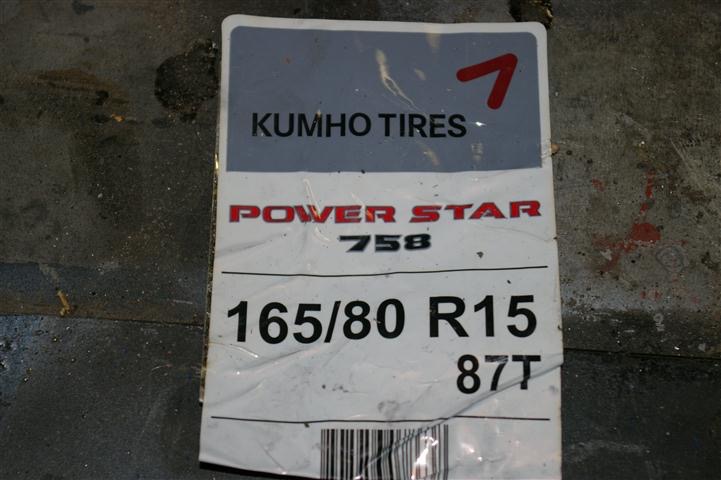 KUMHO TIRES
POWER STAR
758
165/80 R15
87T